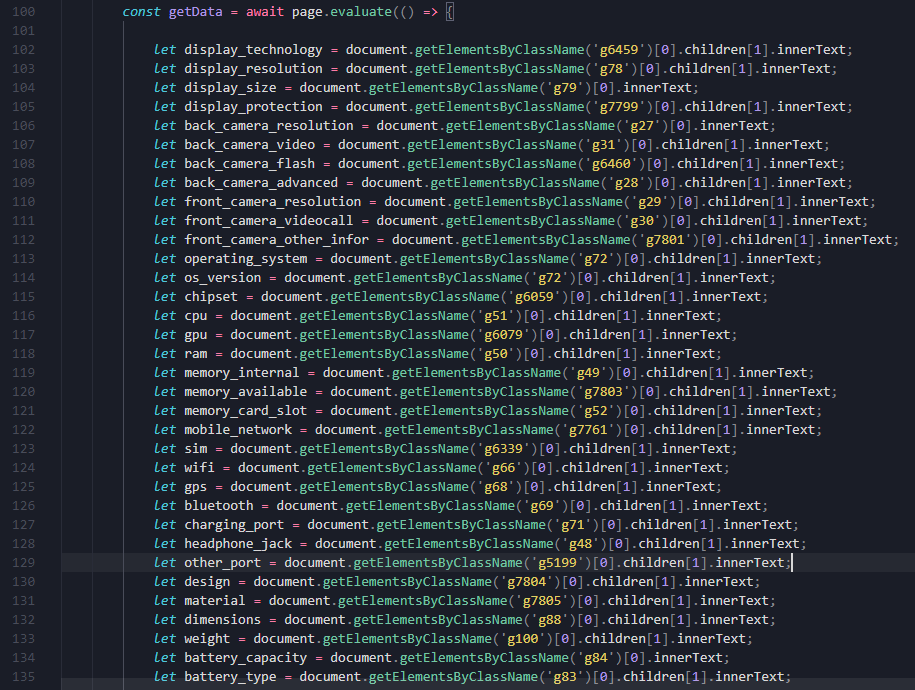 100 const getData = await page.evaluate(() => {
101
102 let display_technology = document.getElementsByClassName('g6459')[0].children[1].innerText;
103 let display_resolution = document.getElementsByClassName('g78')[0].children[1].innerText;
104 let display_size = document.getElementsByClassName('g79')[0].innerText;
105 let display_protection = document.getElementsByClassName('g7799')[0].children[1].innerText;
106 let back_camera_resolution = document.getElementsByClassName('g27')[0].innerText;
107 let back_camera_video = document.getElementsByClassName('g31')[0].children[1].innerText;
108 let back_camera_flash = document.getElementsByClassName('g6460')[0].children[1].innerText;
109 let back_camera_advanced = document.getElementsByClassName('g28')[0].children[1].innerText;
110 let front_camera_resolution = document.getElementsByClassName('g29')[0].children[1].innerText;
111 let front_camera_videocall = document.getElementsByClassName('g30')[0].children[1].innerText;
112 let front_camera_other_infor = document.getElementsByClassName('g7801')[0].children[1].innerText;
113 let operating_system = document.getElementsByClassName('g72')[0].children[1].innerText;
114 let os_version = document.getElementsByClassName('g72')[0].children[1].innerText;
115 let chipset = document.getElementsByClassName('g6059')[0].children[1].innerText;
116 let cpu = document.getElementsByClassName('g51')[0].children[1].innerText;
117 let gpu = document.getElementsByClassName('g6079')[0].children[1].innerText;
118 let ram = document.getElementsByClassName('g50')[0].children[1].innerText;
119 let memory_internal = document.getElementsByClassName('g49')[0].children[1].innerText;
120 let memory_available = document.getElementsByClassName('g7803')[0].children[1].innerText;
121 let memory_card_slot = document.getElementsByClassName('g52')[0].children[1].innerText;
122 let mobile_network = document.getElementsByClassName('g7761')[0].children[1].innerText;
123 let sim = document.getElementsByClassName('g6339')[0].children[1].innerText;
124 let wifi = document.getElementsByClassName('g66')[0].children[1].innerText;
125 let gps = document.getElementsByClassName('g68')[0].children[1].innerText;
126 let bluetooth = document.getElementsByClassName('g69')[0].children[1].innerText;
127 let charging_port = document.getElementsByClassName('g71')[0].children[1].innerText;
128 let headphone_jack = document.getElementsByClassName('g48')[0].children[1].innerText;
129 let other_port = document.getElementsByClassName('g5199')[0].children[1].innerText;
130 let design = document.getElementsByClassName('g7804')[0].children[1].innerText;
131 let material = document.getElementsByClassName('g7805')[0].children[1].innerText;
132 let dimensions = document.getElementsByClassName('g88')[0].children[1].innerText;
133 let weight = document.getElementsByClassName('g100')[0].children[1].innerText;
134 let battery_capacity = document.getElementsByClassName('g84')[0].innerText;
135 let battery_type = document.getElementsByClassName('g83')[0].children[1].innerText;